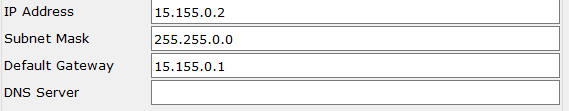 IP Address 15.155.0.2
Subnet Mask 255.255.0.0
Default Gateway 15.155.0.1
DNS Server